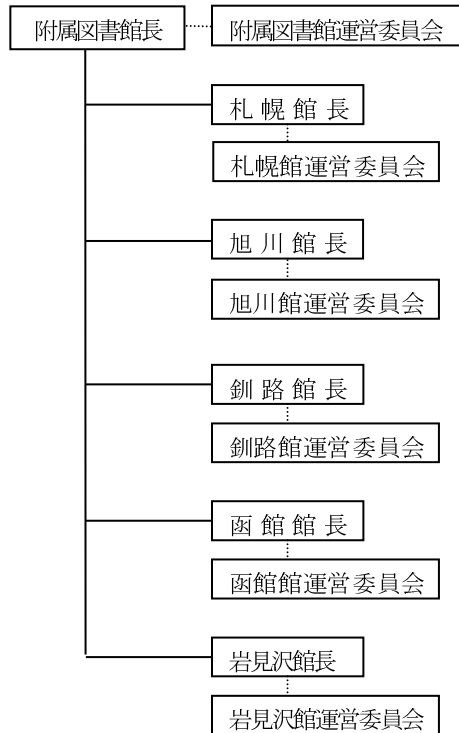 附属図書館長
附属図書館運営委員会
札幌館長
札幌館運営委員会
旭川館長
旭川館運営委員会
釧路館長
釧路館運営委員会
函館館長
函館館運営委員会
岩見沢館長
岩見沢館運営委員会